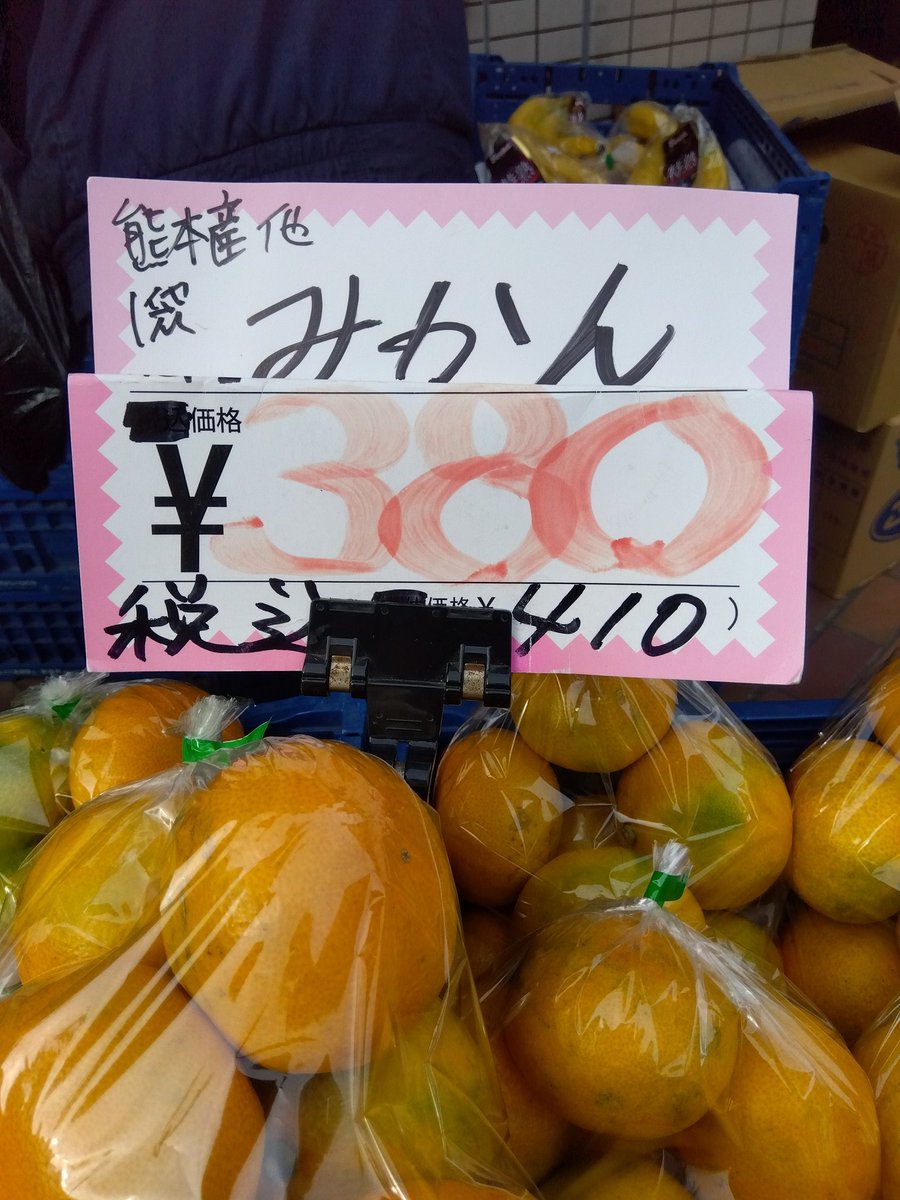 熊本産他
1袋 みかん
込価格
¥380
税込 410)